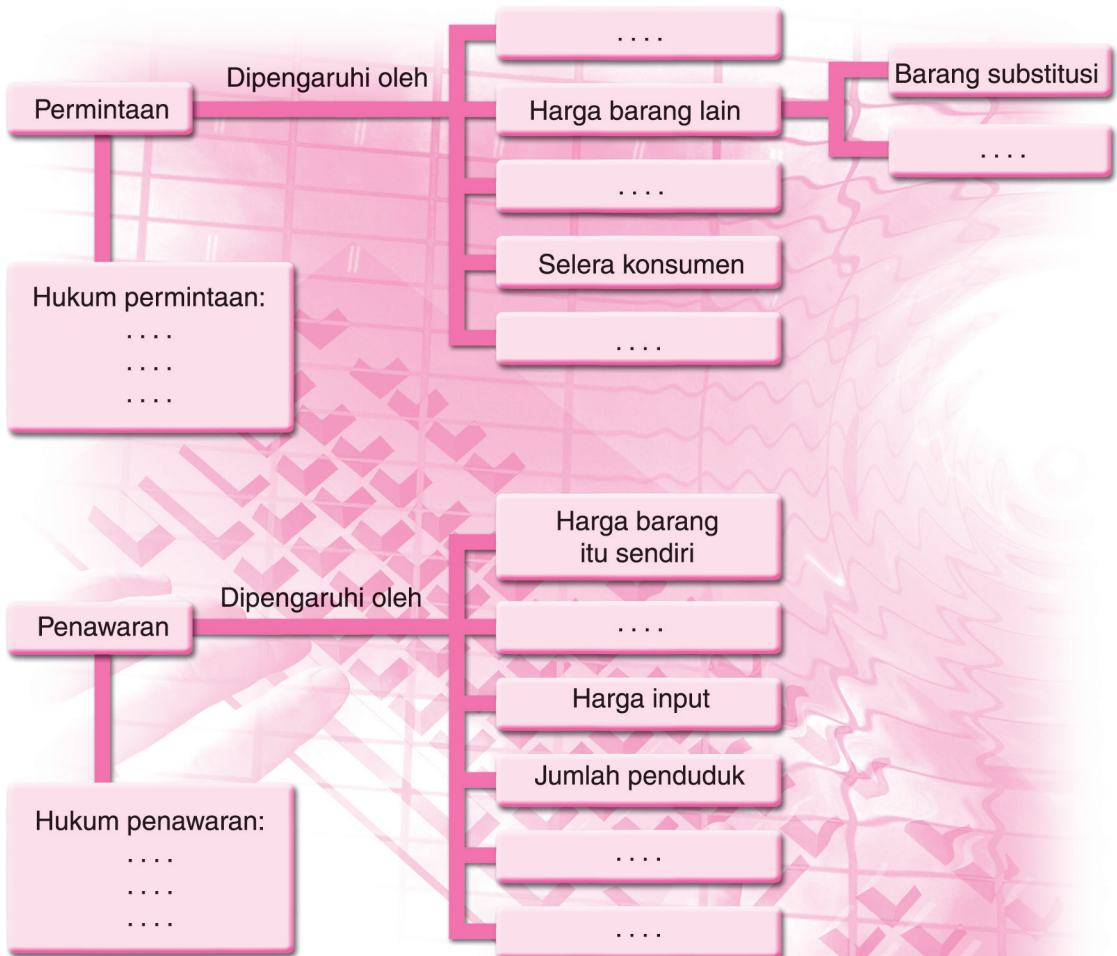 . . . .
Dipengaruhi oleh
Barang substitusi
Permintaan
Harga barang lain
. . . .
. . . .
Selera konsumen
Hukum permintaan:
. . . .
. . . .
. . . .
. . . .
Harga barang
itu sendiri
Dipengaruhi oleh
Penawaran
. . . .
Harga input
Jumlah penduduk
Hukum penawaran:
. . . .
. . . .
. . . .
. . . .
. . . .